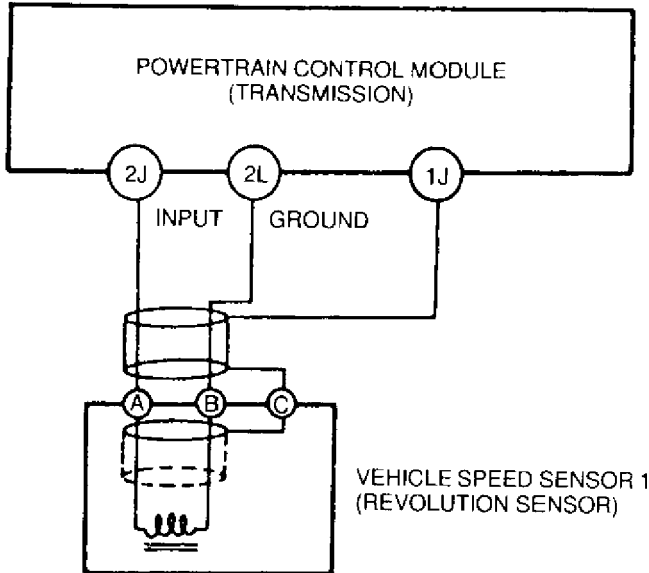 POWERTRAIN CONTROL MODULE
(TRANSMISSION)
2J
2L
1J
INPUT
GROUND
A
B
C
VEHICLE SPEED SENSOR 1
(REVOLUTION SENSOR)